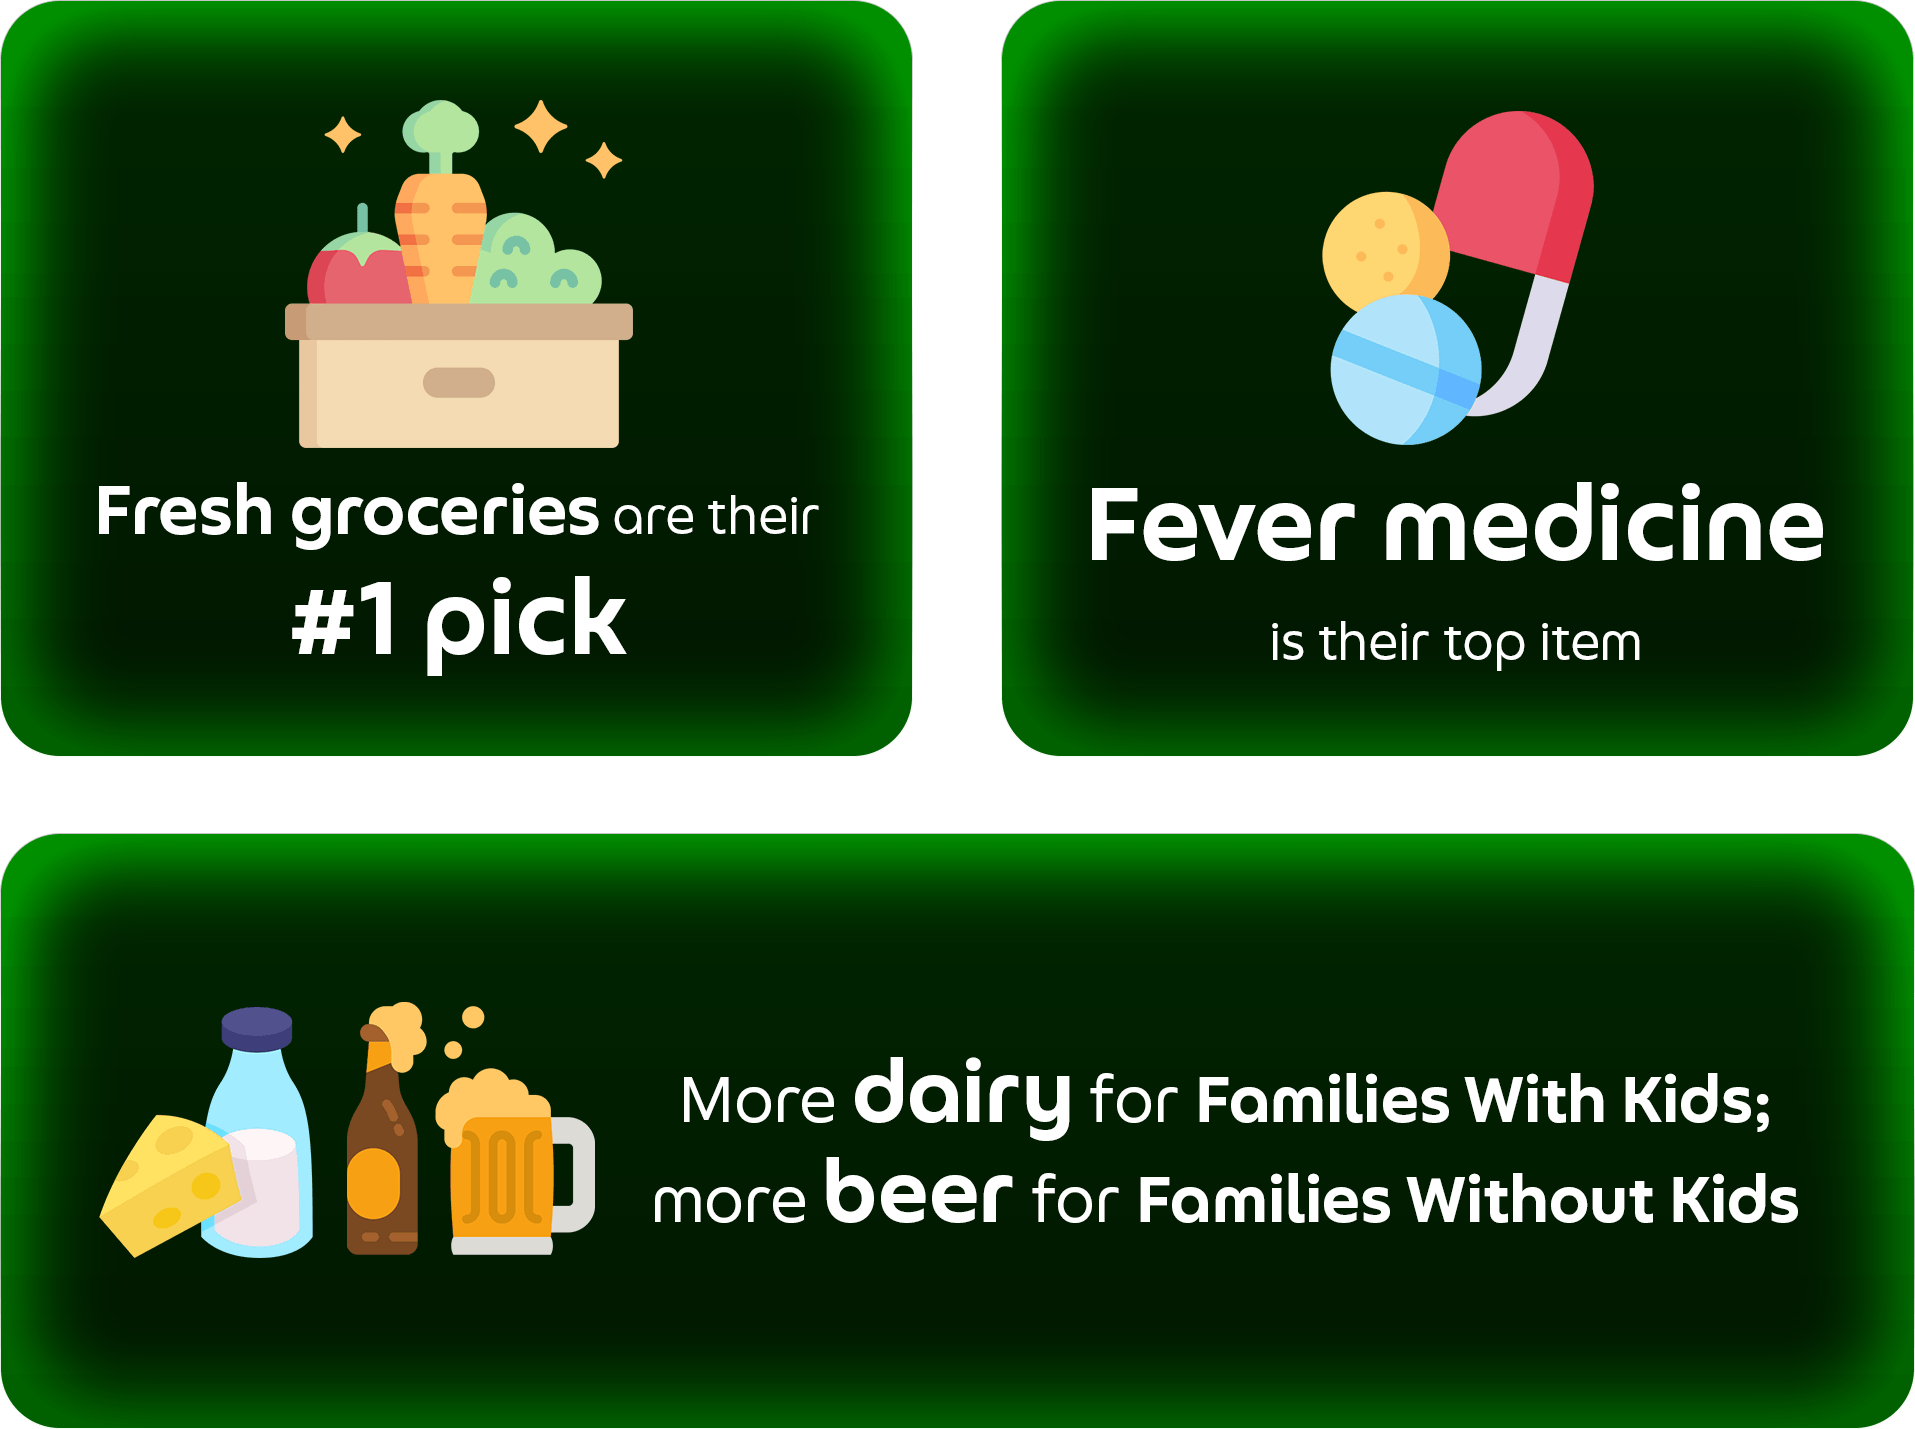 Fresh groceries are their
#1 pick
Fever medicine
is their top item
More dairy for Families With Kids;
more beer for Families Without Kids